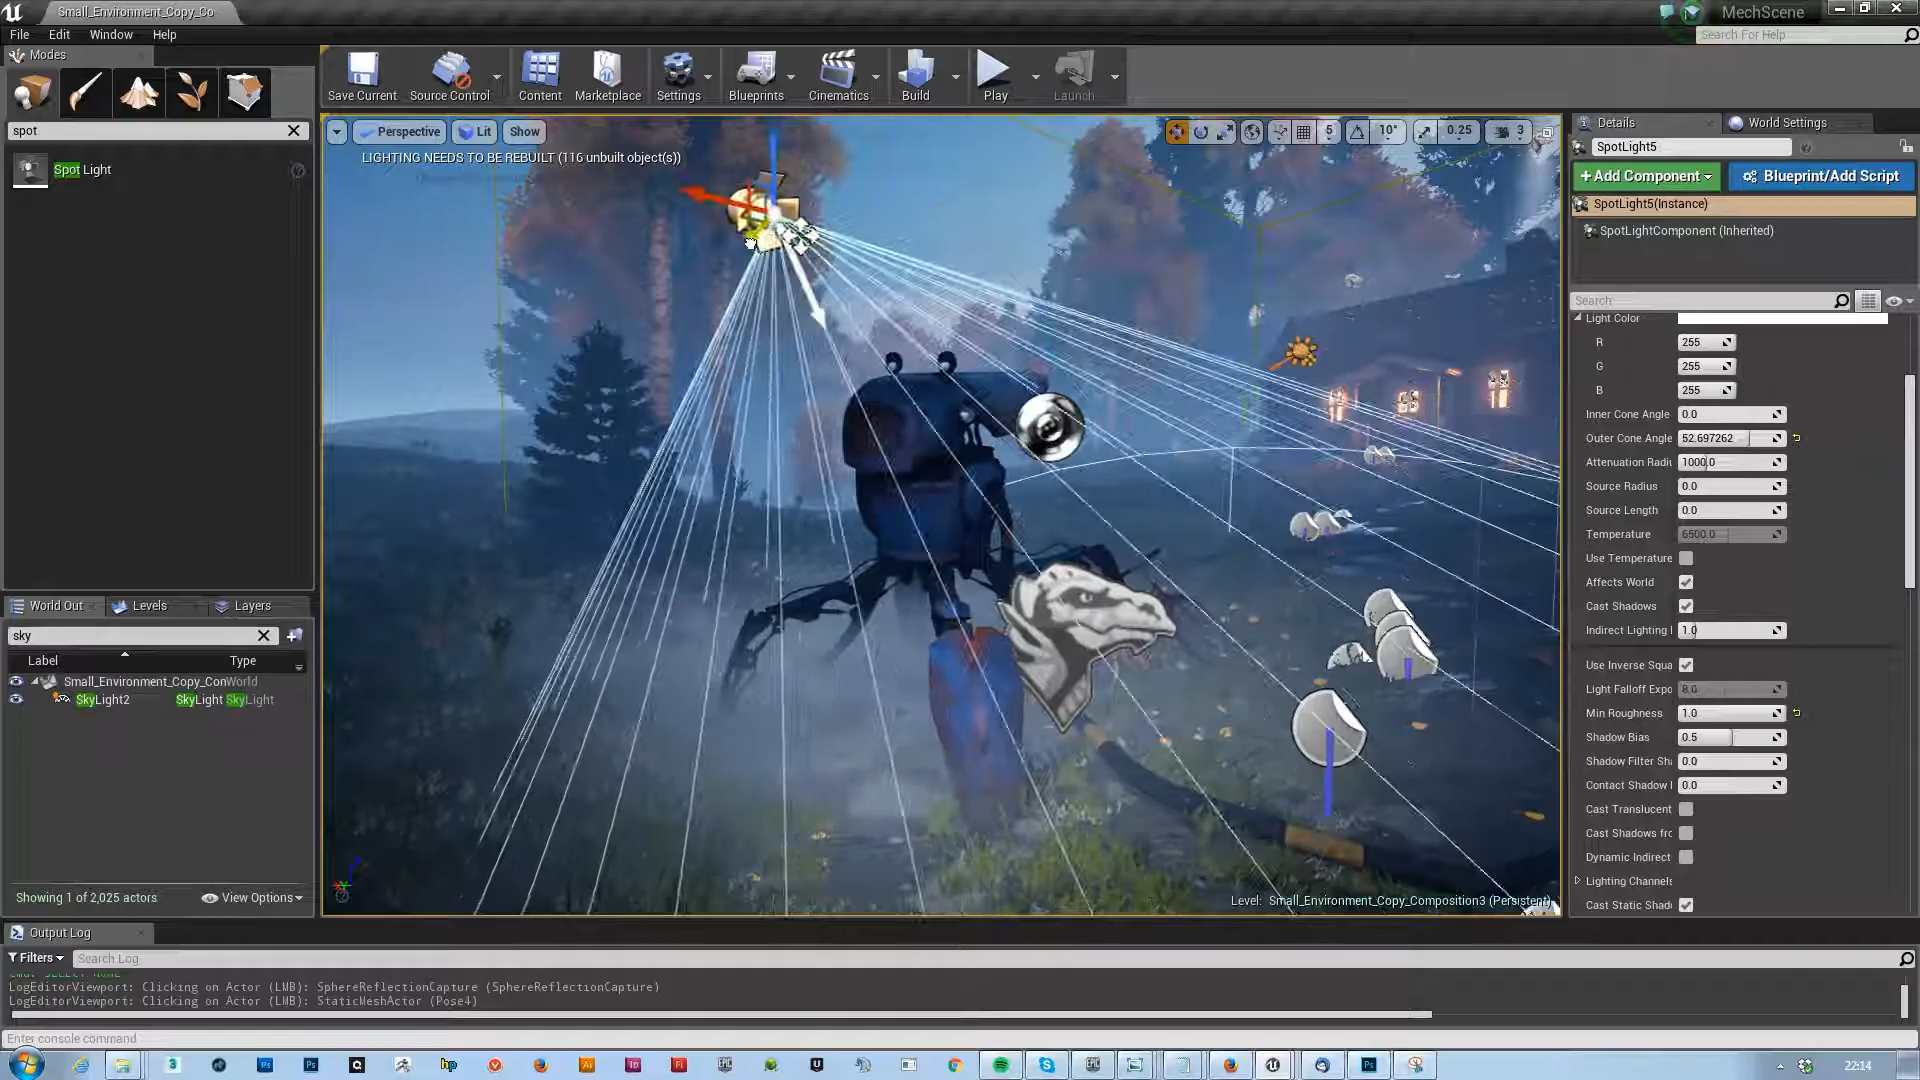 Small_Environment_Copy_Co
MechScene
File Edit Window Help
Search For Help
Modes
Save Current
Source Control
Content
Marketplace
Settings
Blueprints
Cinematics
Build
Play
Launch
spot
Spot Light
Perspective
Lit
Show
5
10°
0.25
3
LIGHTING NEEDS TO BE REBUILT (116 unbuilt object(s))
Level: Small_Environment_Copy_Composition3 (Persistent)
World Out
Levels
Layers
sky
Label Type
Small_Environment_Copy_Con World
SkyLight2 SkyLight SkyLight
Showing 1 of 2,025 actors
View Options
Details
World Settings
SpotLight5
+Add Component
Blueprint/Add Script
SpotLight5(Instance)
SpotLightComponent (Inherited)
Search
Light Color
R 255
G 255
B 255
Inner Cone Angle 0.0
Outer Cone Angle 52.697262
Attenuation Radi 1000.0
Source Radius 0.0
Source Length 0.0
Temperature 6500.0
Use Temperature
Affects World
Cast Shadows
Indirect Lighting I 1.0
Use Inverse Squa
Light Falloff Expo 8.0
Min Roughness 1.0
Shadow Bias 0.5
Shadow Filter Sh 0.0
Contact Shadow 0.0
Cast Translucent
Cast Shadows fro
Dynamic Indirect
Lighting Channels
Cast Static Shad
Output Log
Filters
Search Log
Cmd: SELECT NONE
LogEditorViewport: Clicking on Actor (LMB): SphereReflectionCapture (SphereReflectionCapture)
LogEditorViewport: Clicking on Actor (LMB): StaticMeshActor (Pose4)
Enter console command
22:14